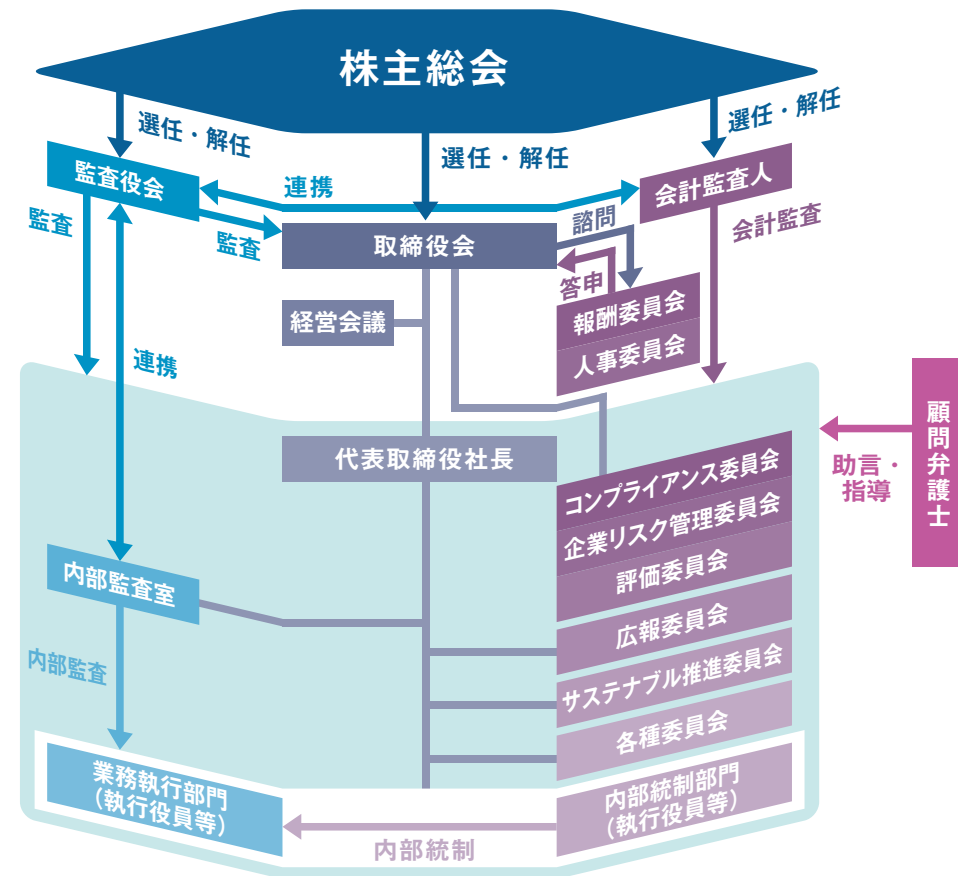 株主総会
選任・解任
選任・解任
選任・解任
監査役会
連携
会計監査人
監査
監査
諮問
会計監査
取締役会
答申
経営会議
報酬委員会
人事委員会
連携
顧問弁護士
助言・
指導
代表取締役社長
コンプライアンス委員会
企業リスク管理委員会
評価委員会
内部監査室
広報委員会
内部監査
サステナブル推進委員会
各種委員会
業務執行部門
（執行役員等）
内部統制部門
（執行役員等）
内部統制